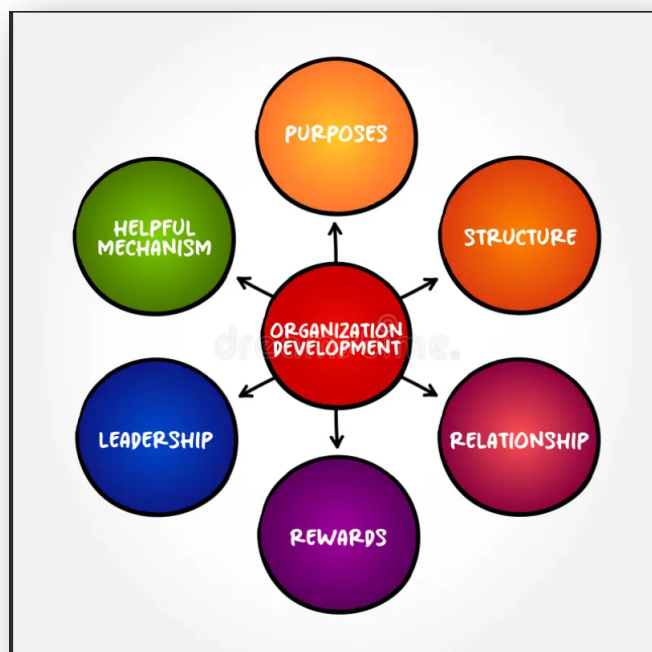 PURPOSES
STRUCTURE
RELATIONSHIP
REWARDS
LEADERSHIP
HELPFUL
MECHANISM
ORGANIZATION
DEVELOPMENT